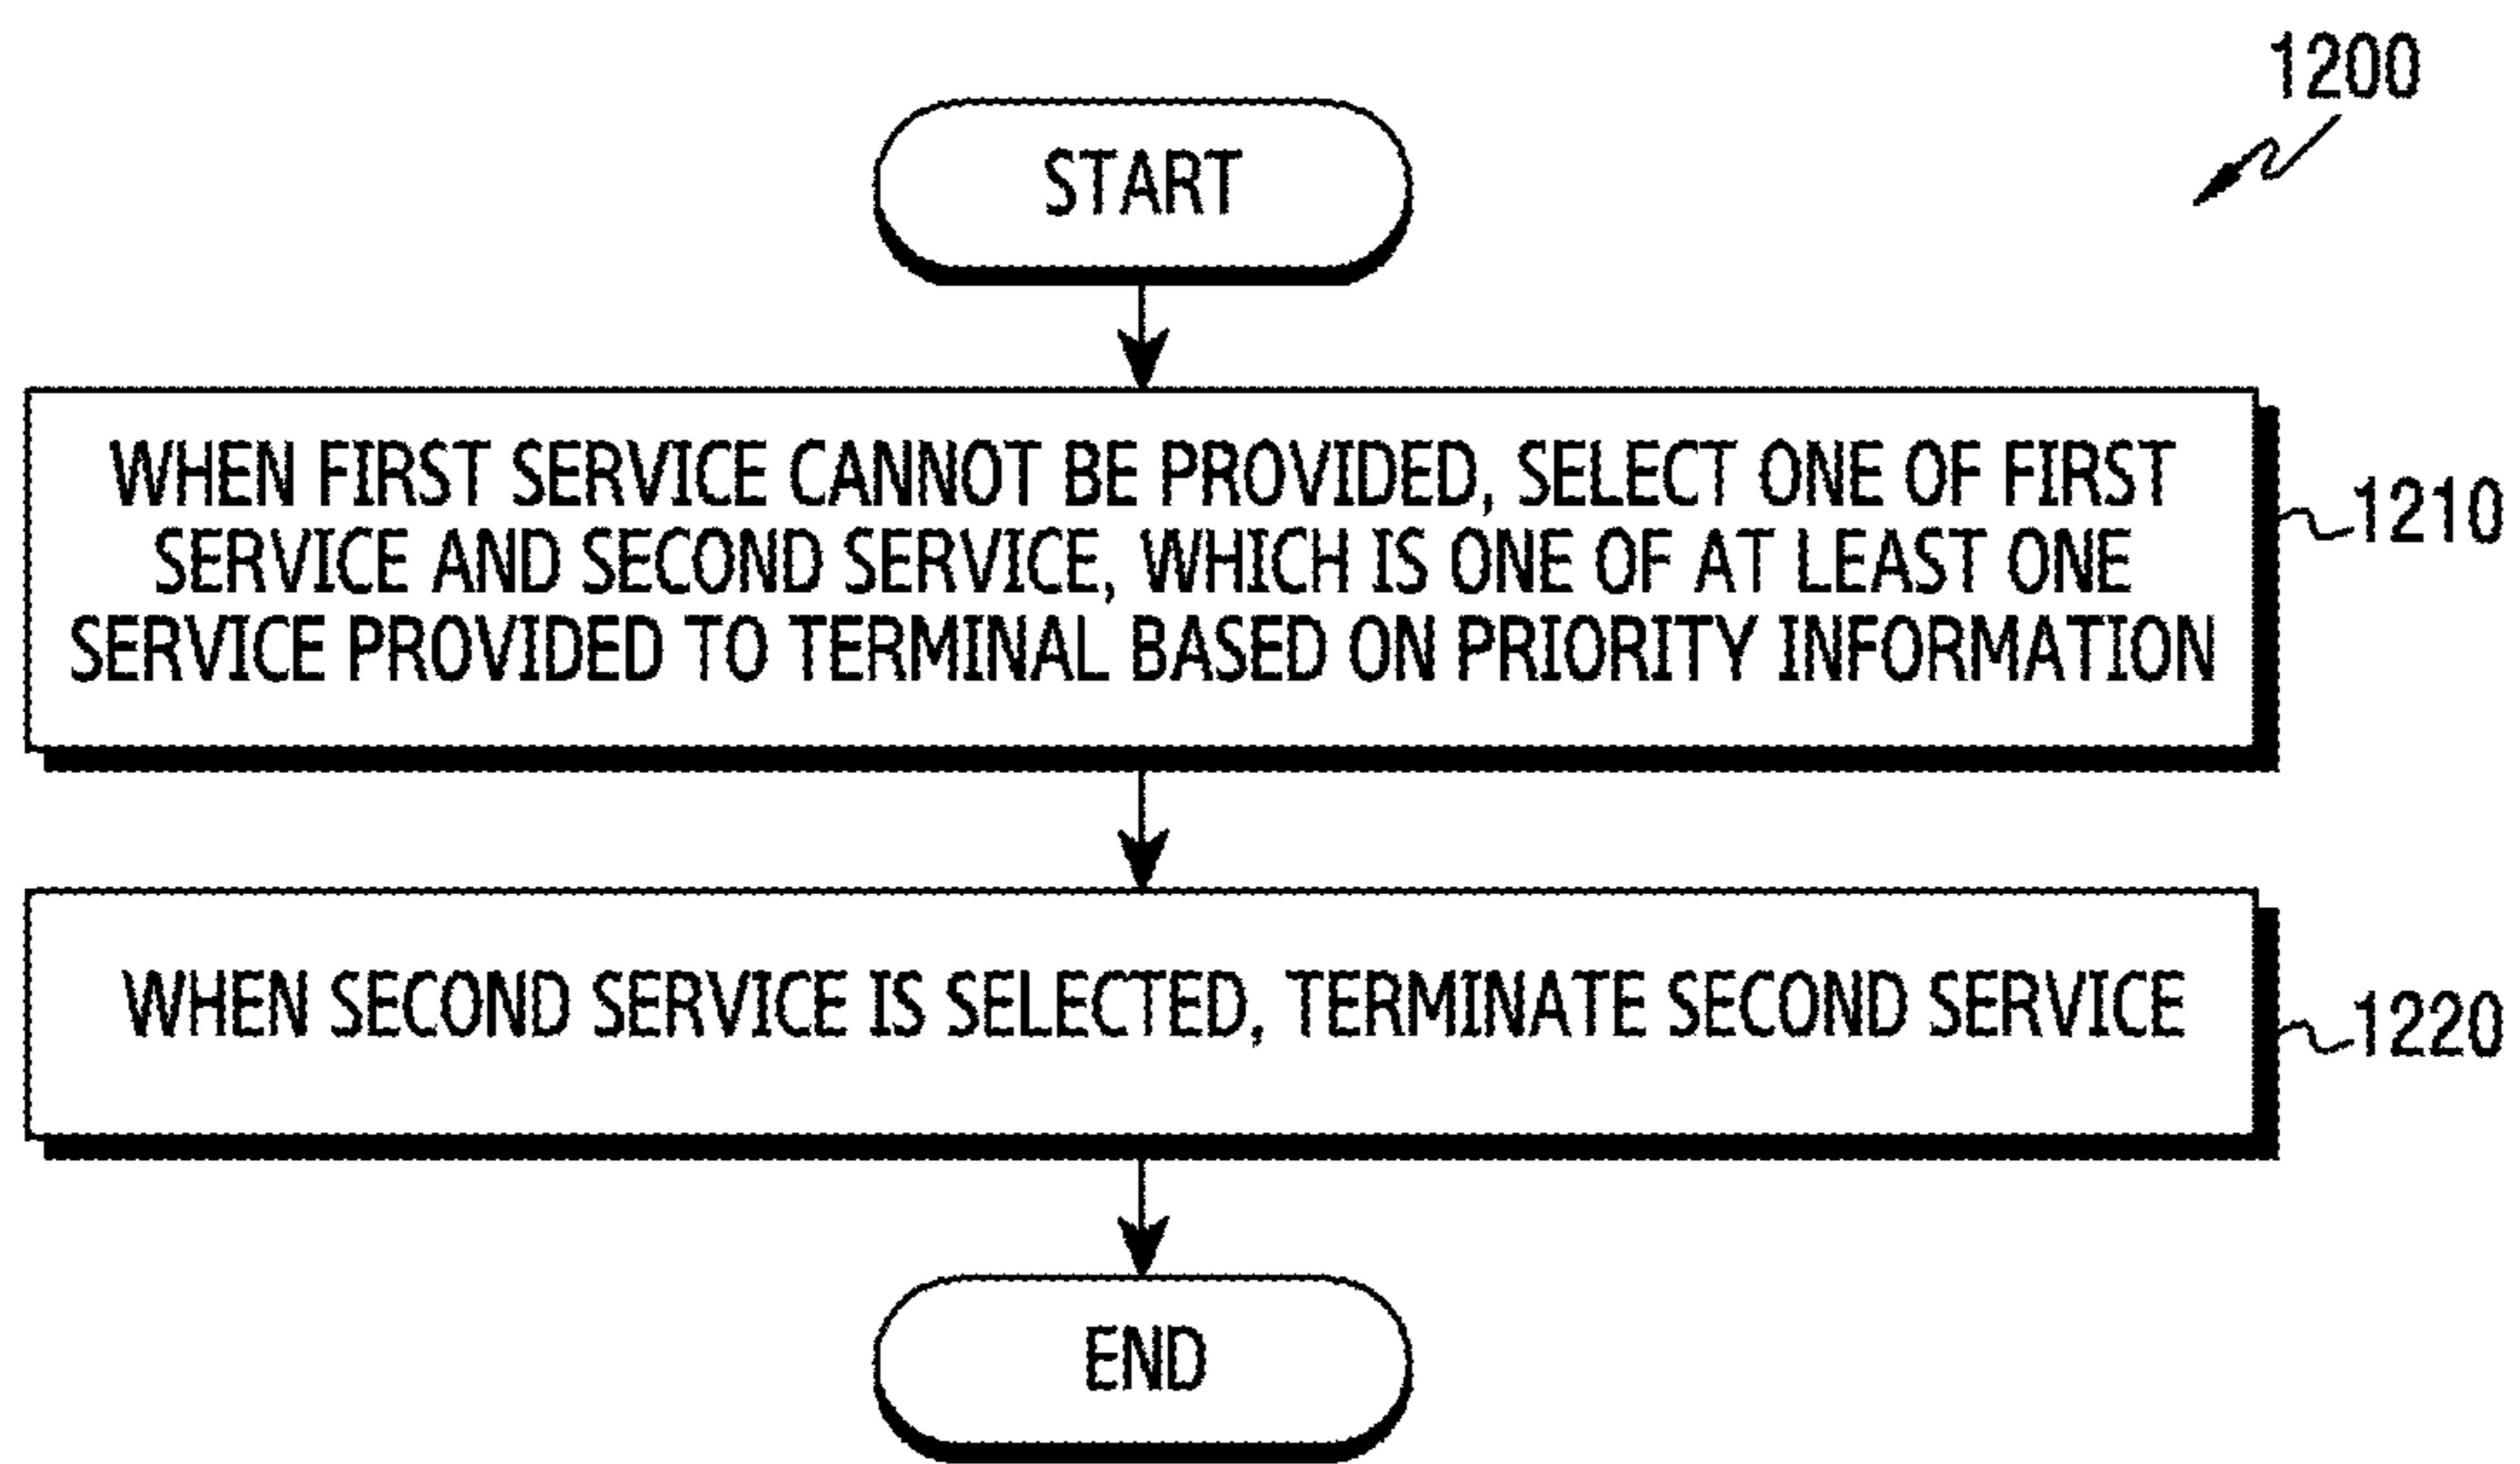 1200
START
WHEN FIRST SERVICE CANNOT BE PROVIDED, SELECT ONE OF FIRST
SERVICE AND SECOND SERVICE, WHICH IS ONE OF AT LEAST ONE
SERVICE PROVIDED TO TERMINAL BASED ON PRIORITY INFORMATION
1210
WHEN SECOND SERVICE IS SELECTED, TERMINATE SECOND SERVICE
1220
END